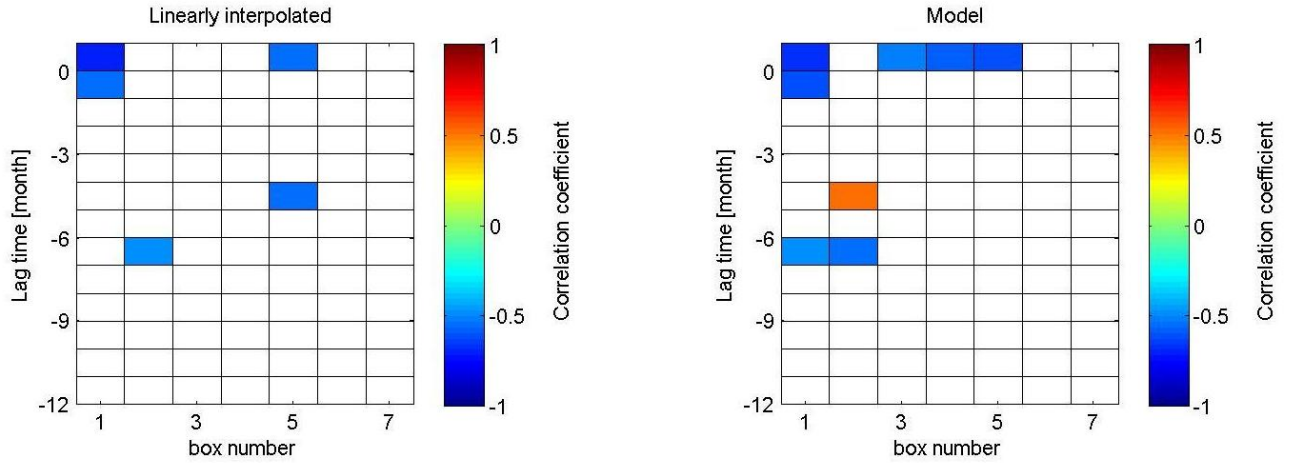 Linearly interpolated
0
-3
-6
-9
-12
Lag time [month]
1 3 5 7
box number
1
0.5
0
-0.5
-1
Correlation coefficient
Model
0
-3
-6
-9
-12
Lag time [month]
1 3 5 7
box number
1
0.5
0
-0.5
-1
Correlation coefficient